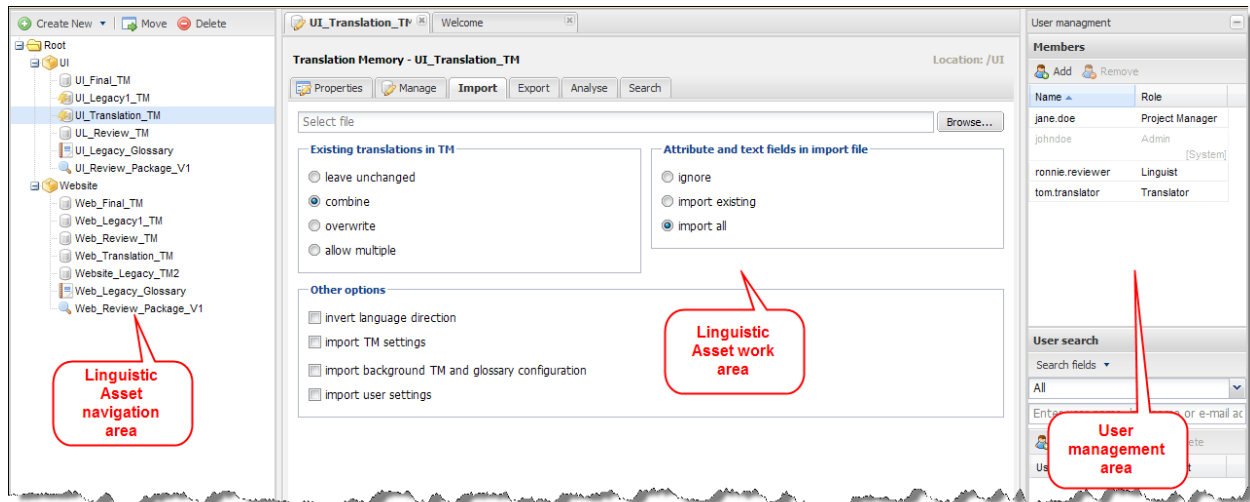 Create New Move Delete
Root
UI
UI_Final_TM
UI_Legacy1_TM
UI_Translation_TM
UL_Review_TM
UI_Legacy_Glossary
UI_Review_Package_V1
Website
Web_Final_TM
Web_Legacy1_TM
Web_Review_TM
Web_Translation_TM
Website_Legacy_TM2
Web_Legacy_Glossary
Web_Review_Package_V1
Linguistic
Asset
navigation
area
UI_Translation_TM Welcome
Translation Memory - UI_Translation_TM Location: /UI
Properties Manage Import Export Analyse Search
Select file Browse...
Existing translations in TM
leave unchanged
combine
overwrite
allow multiple
Attribute and text fields in import file
ignore
import existing
import all
Other options
invert language direction
import TM settings
import background TM and glossary configuration
import user settings
Linguistic
Asset work
area
User managment
Members
Add Remove
Name Role
jane.doe Project Manager
johndoe Admin
[System]
ronnie.reviewer Linguist
tom.translator Translator
User search
Search fields
All
or e-mail
User
management
area